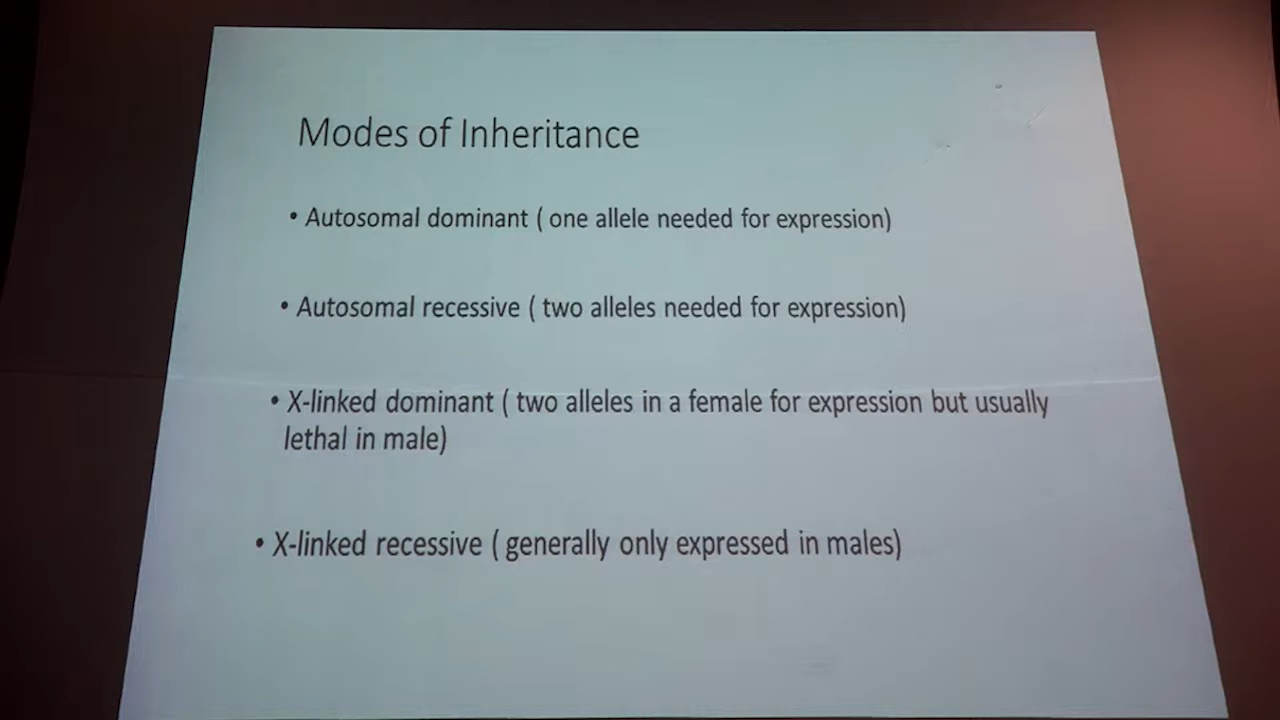 Modes of Inheritance
• Autosomal dominant ( one allele needed for expression)
• Autosomal recessive ( two alleles needed for expression)
• X-linked dominant ( two alleles in a female for expression but usually
lethal in male)
• X-linked recessive ( generally only expressed in males)